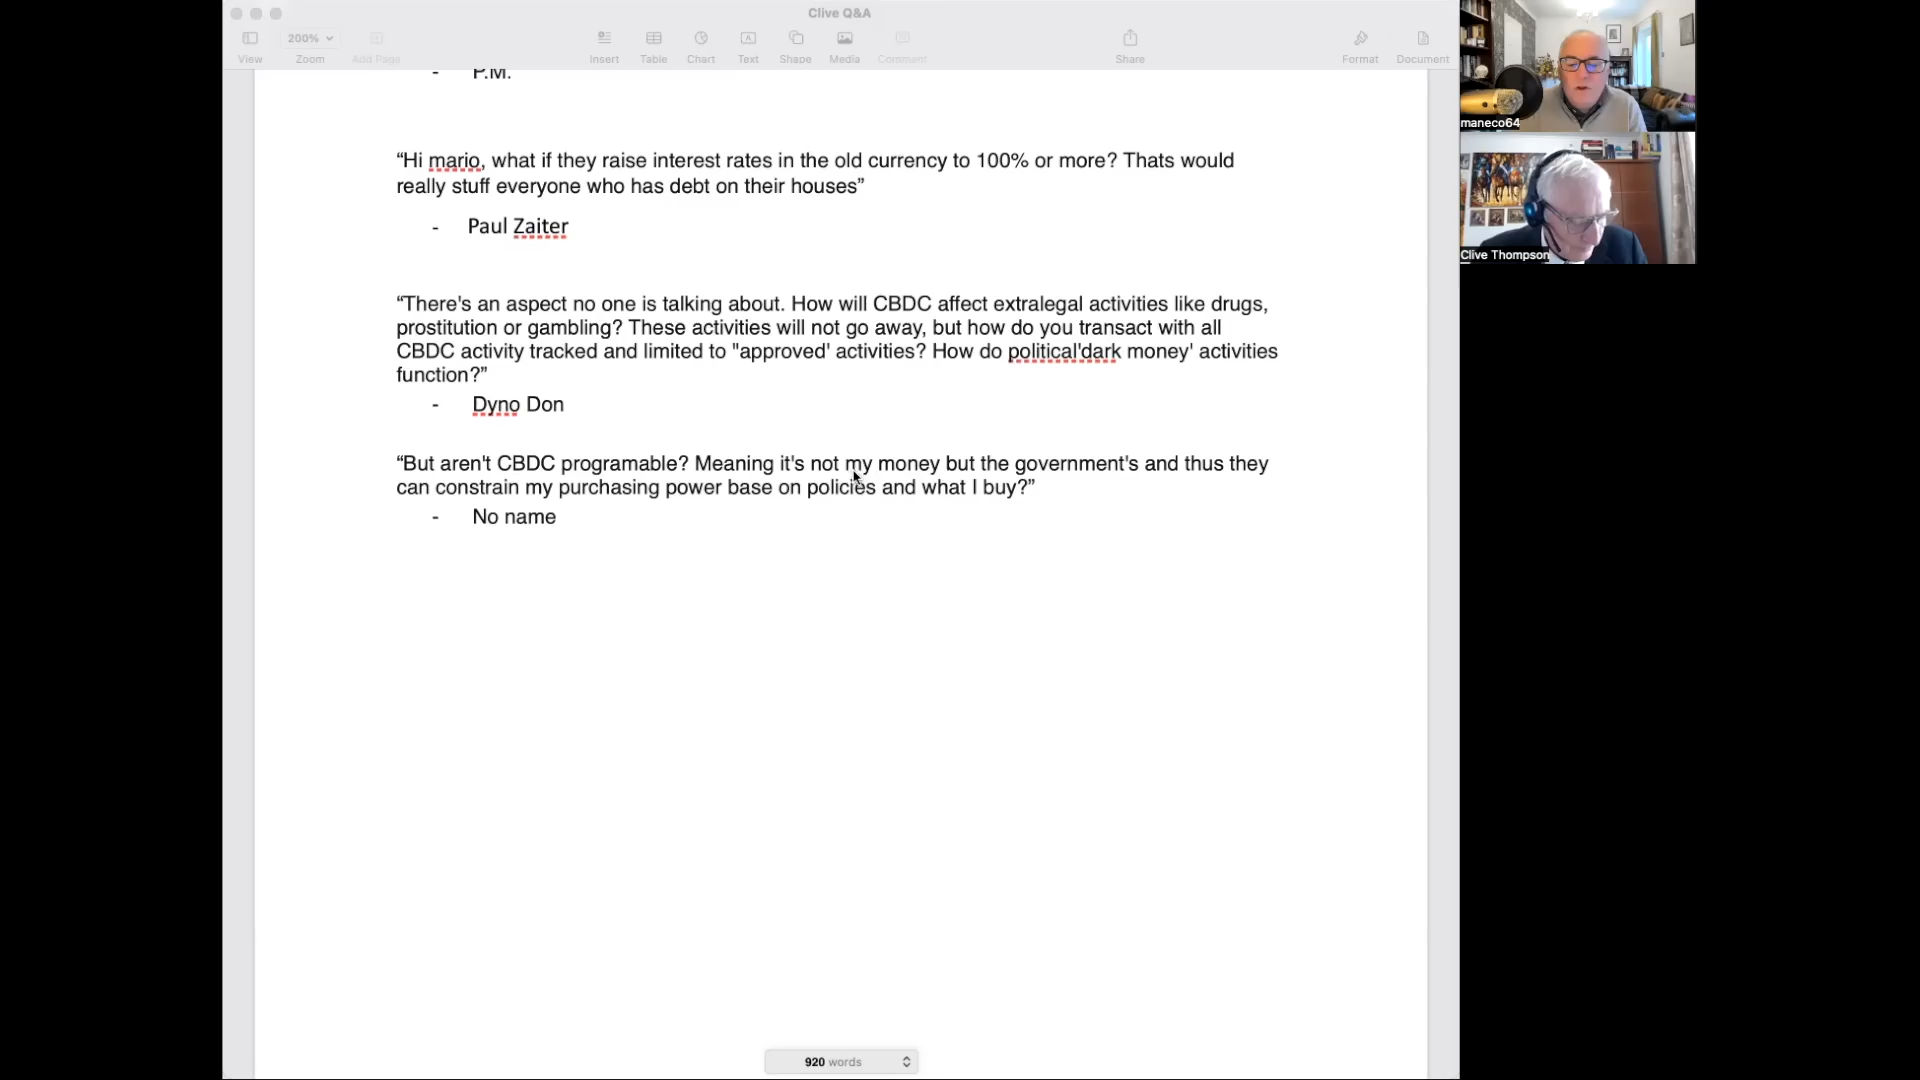 Clive Q&A
200%
View
Zoom
Add Page
Insert
Table
Chart
Text
Shape
Media
Comment
Share
Format
Document
- P.M.
“Hi mario, what if they raise interest rates in the old currency to 100% or more? Thats would
really stuff everyone who has debt on their houses”
- Paul Zaiter
“There's an aspect no one is talking about. How will CBDC affect extralegal activities like drugs,
prostitution or gambling? These activities will not go away, but how do you transact with all
CBDC activity tracked and limited to "approved' activities? How do political'dark money' activities
function?”
- Dyno Don
“But aren't CBDC programable? Meaning it's not my money but the government's and thus they
can constrain my purchasing power base on policies and what I buy?”
- No name
920 words
maneco64
Clive Thompson